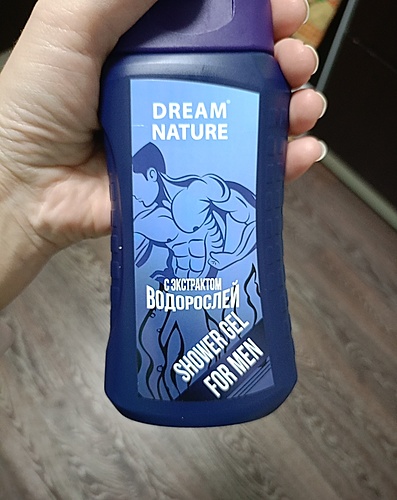 DREAM®
NATURE
С ЭКСТРАКТОМ
ВОДОРОСЛЕЙ
SHOWER GEL
FOR MEN